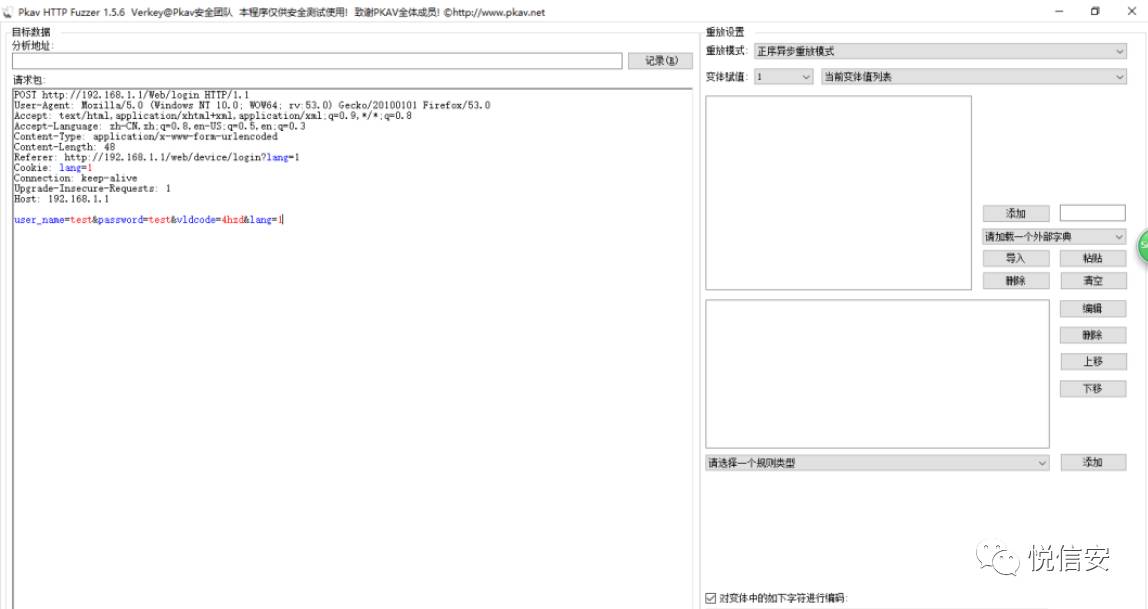 Pkav HTTP Fuzzer 1.5.6 Verkey@Pkav安全团队 本程序仅供安全测试使用! 致谢PKAV全体成员! ©http://www.pkav.net
目标数据
分析地址:
记录(R)
请求包:
POST http://192.168.1.1/Web/login HTTP/1.1
User-Agent: Mozilla/5.0 (Windows NT 10.0; WOW64; rv:53.0) Gecko/20100101 Firefox/53.0
Accept: text/html,application/xhtml+xml,application/xml;q=0.9,*/*;q=0.8
Accept-Language: zh-CN,zh;q=0.8,en-US;q=0.5,en;q=0.3
Content-Type: application/x-www-form-urlencoded
Content-Length: 48
Referer: http://192.168.1.1/web/device/login?lang=1
Cookie: lang=1
Connection: keep-alive
Upgrade-Insecure-Requests: 1
Host: 192.168.1.1
user_name=test&password=test&vldcode=4hzd&lang=1
重放设置
重放模式: 正序异步重放模式
变体赋值: 1 当前变体值列表
添加
请加载一个外部字典
导入 粘贴
删除 清空
编辑
删除
上移
下移
请选择一个规则类型 添加
悦信安
对变体中的如下字符进行编码: